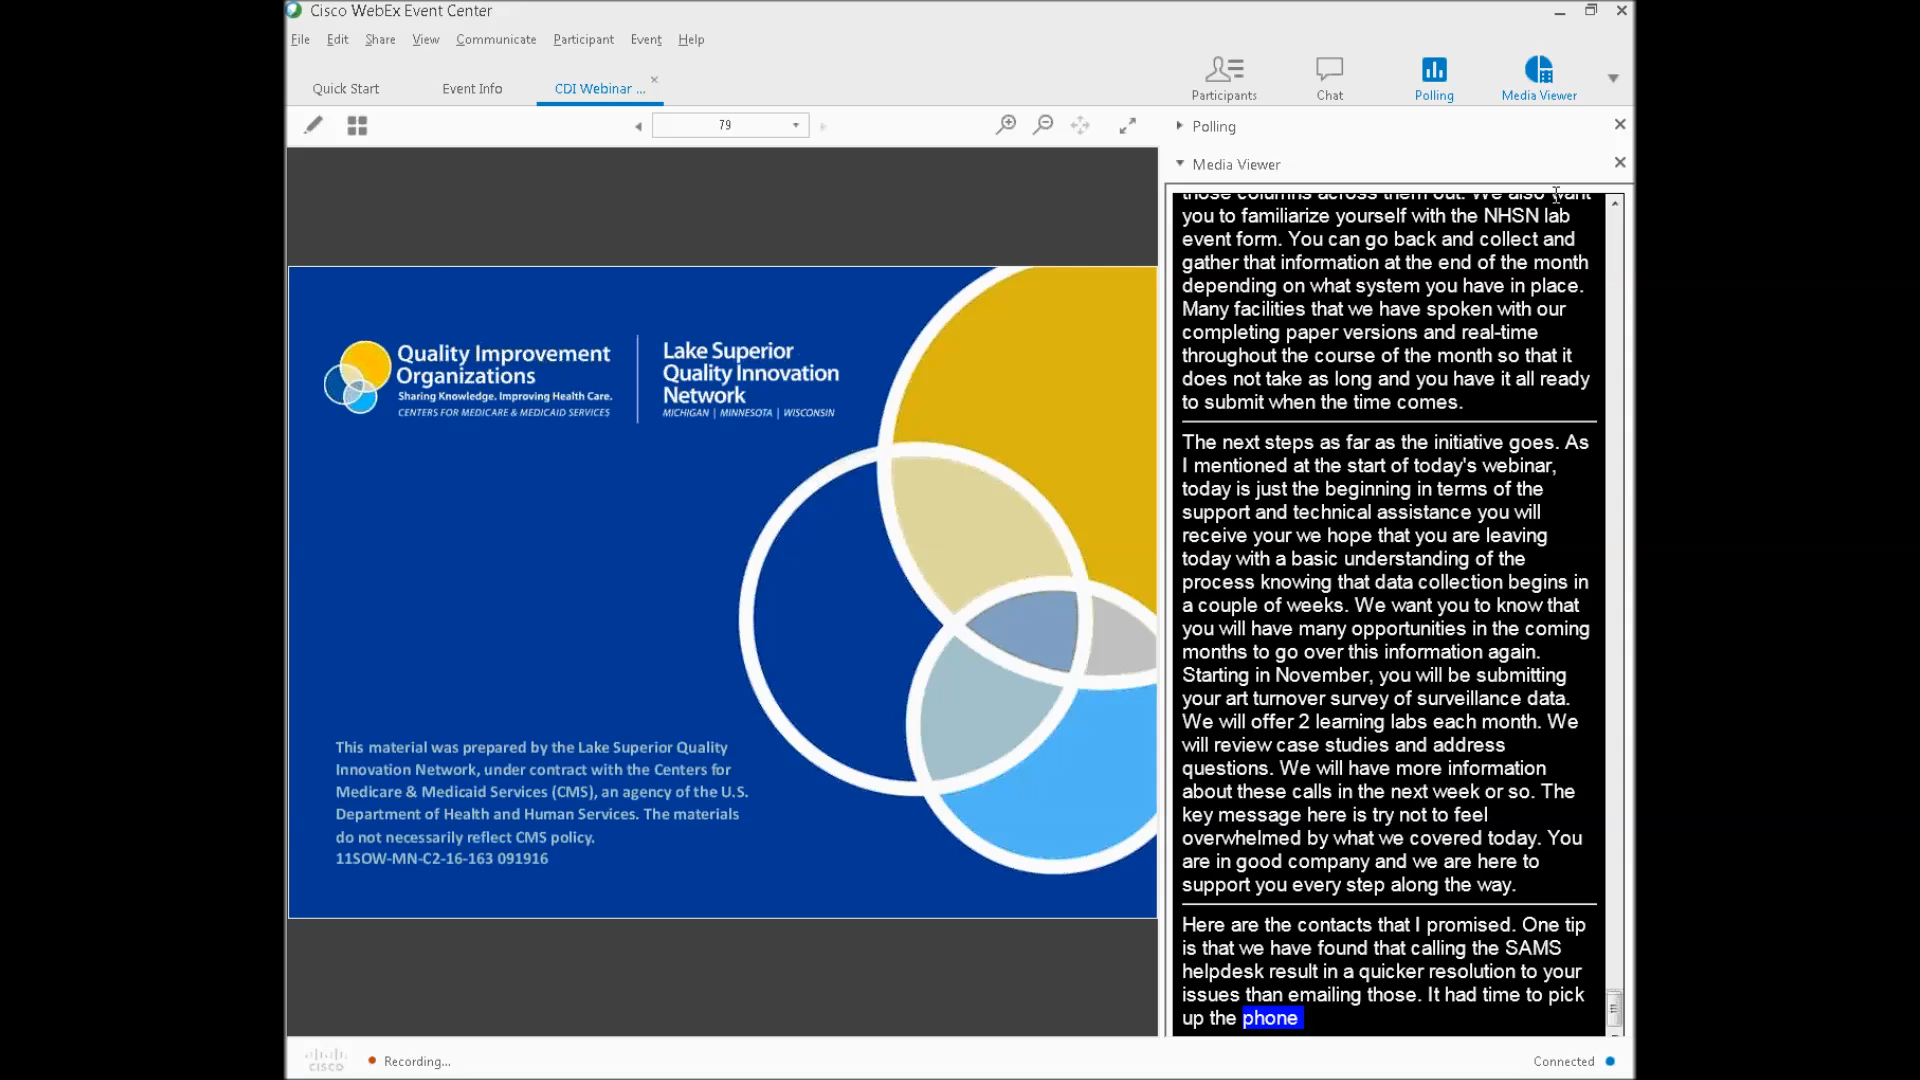 Cisco WebEx Event Center
File Edit Share View Communicate Participant Event Help
Quick Start Event Info CDI Webinar ...
Participants Chat Polling Media Viewer
79
Polling
Media Viewer
Quality Improvement
Organizations
Sharing Knowledge. Improving Health Care.
CENTERS FOR MEDICARE & MEDICAID SERVICES
Lake Superior
Quality Innovation
Network
MICHIGAN | MINNESOTA | WISCONSIN
This material was prepared by the Lake Superior Quality
Innovation Network, under contract with the Centers for
Medicare & Medicaid Services (CMS), an agency of the U.S.
Department of Health and Human Services. The materials
do not necessarily reflect CMS policy.
11SOW-MN-C2-16-163 091916
those columns across them out. We also want
you to familiarize yourself with the NHSN lab
event form. You can go back and collect and
gather that information at the end of the month
depending on what system you have in place.
Many facilities that we have spoken with our
completing paper versions and real-time
throughout the course of the month so that it
does not take as long and you have it all ready
to submit when the time comes.
The next steps as far as the initiative goes. As
I mentioned at the start of today's webinar,
today is just the beginning in terms of the
support and technical assistance you will
receive your we hope that you are leaving
today with a basic understanding of the
process knowing that data collection begins in
a couple of weeks. We want you to know that
you will have many opportunities in the coming
months to go over this information again.
Starting in November, you will be submitting
your art turnover survey of surveillance data.
We will offer 2 learning labs each month. We
will review case studies and address
questions. We will have more information
about these calls in the next week or so. The
key message here is try not to feel
overwhelmed by what we covered today. You
are in good company and we are here to
support you every step along the way.
Here are the contacts that I promised. One tip
is that we have found that calling the SAMS
helpdesk result in a quicker resolution to your
issues than emailing those. It had time to pick
up the phone
CISCO
Recording...
Connected